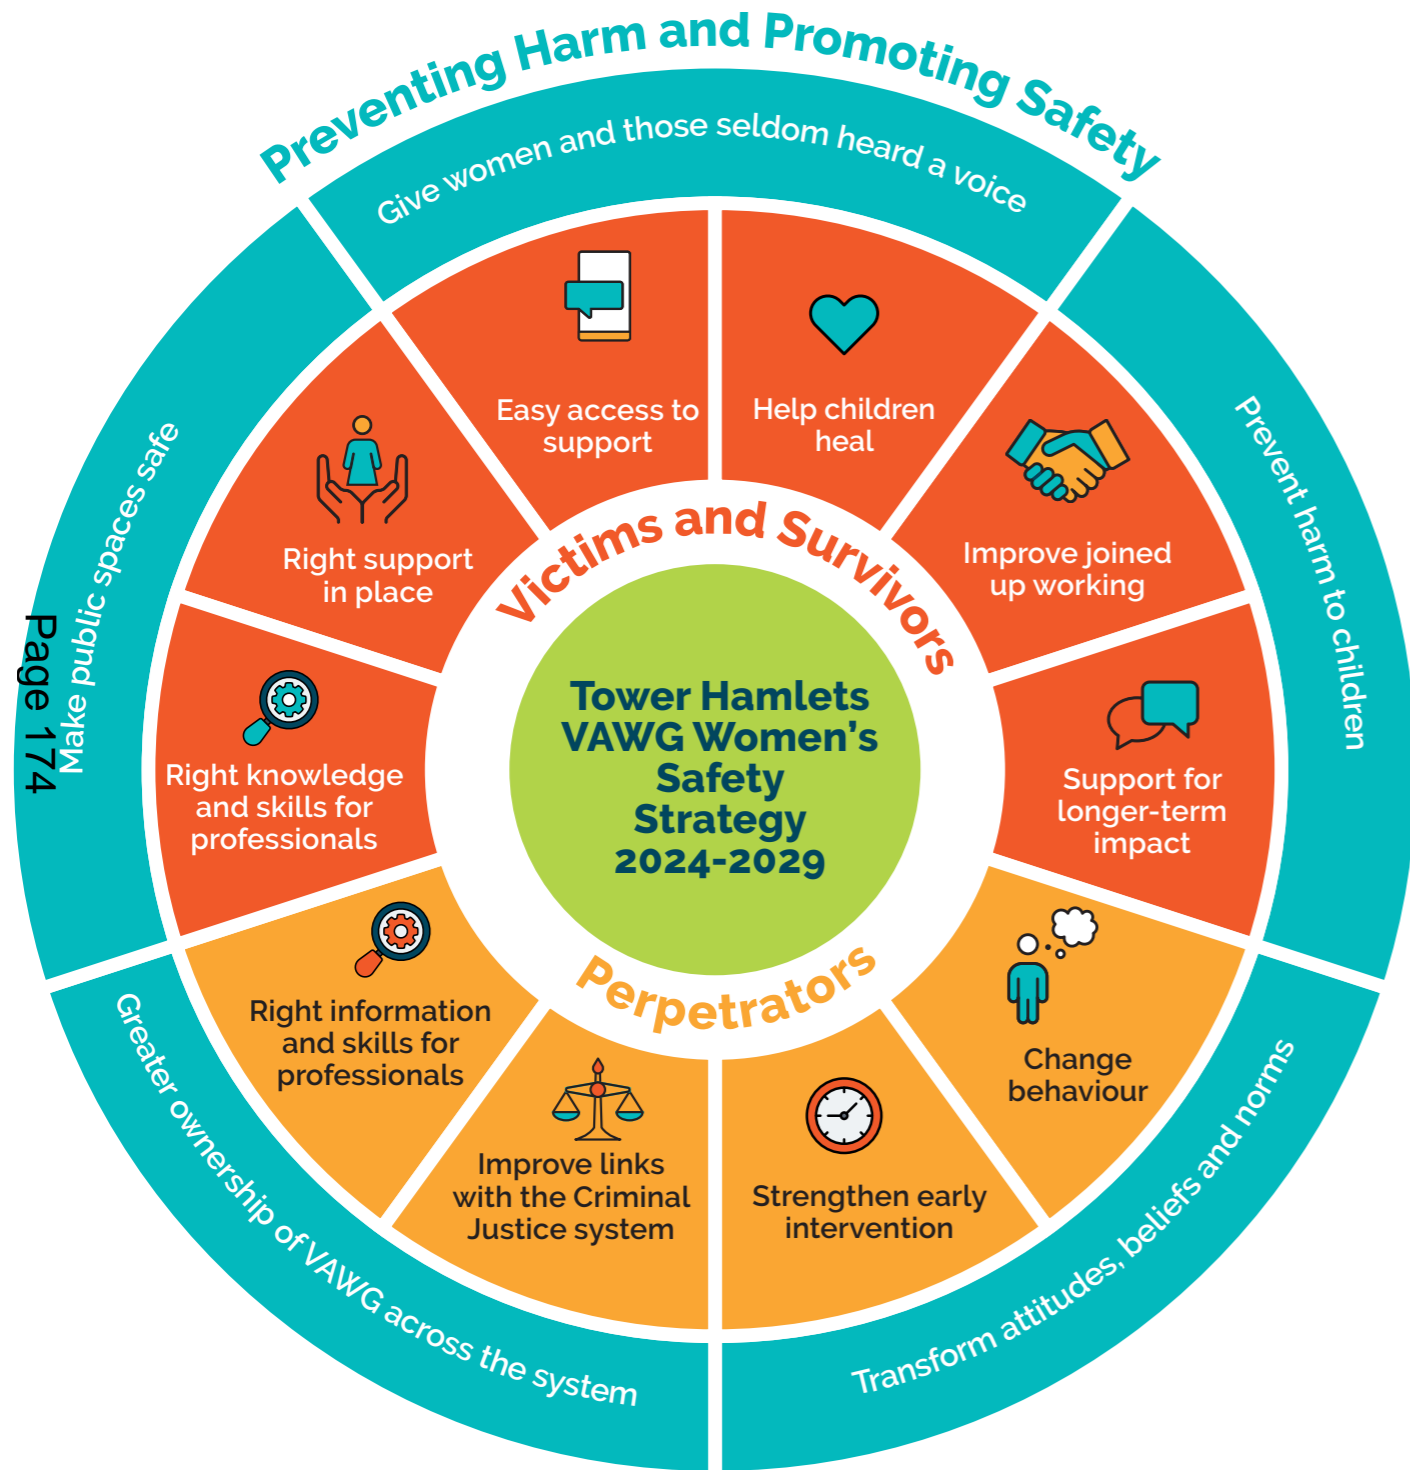 Preventing Harm and Promoting Safety
Give women and those seldom heard a voice
Prevent harm to children
Transform attitudes, beliefs and norms
Greater ownership of VAWG across the system
Make public spaces safe
Page 174
Victims and Survivors
Easy access to
support
Help children
heal
Improve joined
up working
Support for
longer-term
impact
Right support
in place
Right knowledge
and skills for
professionals
Tower Hamlets
VAWG Women’s
Safety
Strategy
2024-2029
Perpetrators
Change
behaviour
Strengthen early
intervention
Improve links
with the Criminal
Justice system
Right information
and skills for
professionals